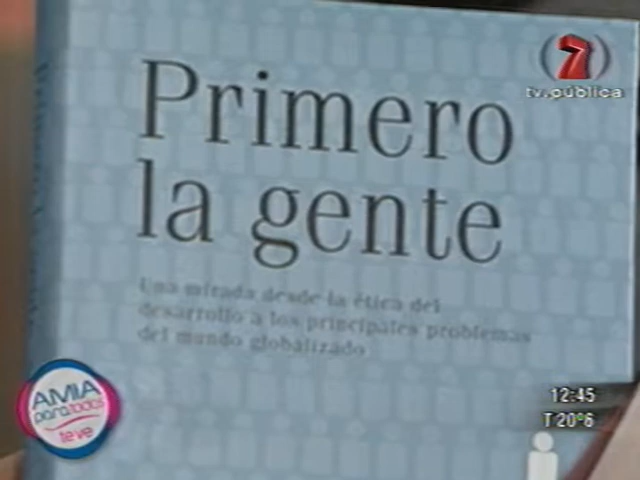 7
tv.pública
Primero
la gente
Una mirada desde la ética del
desarrollo a los principales problemas
del mundo globalizado
AMIA
para todos
teve
12:45
T 20°6